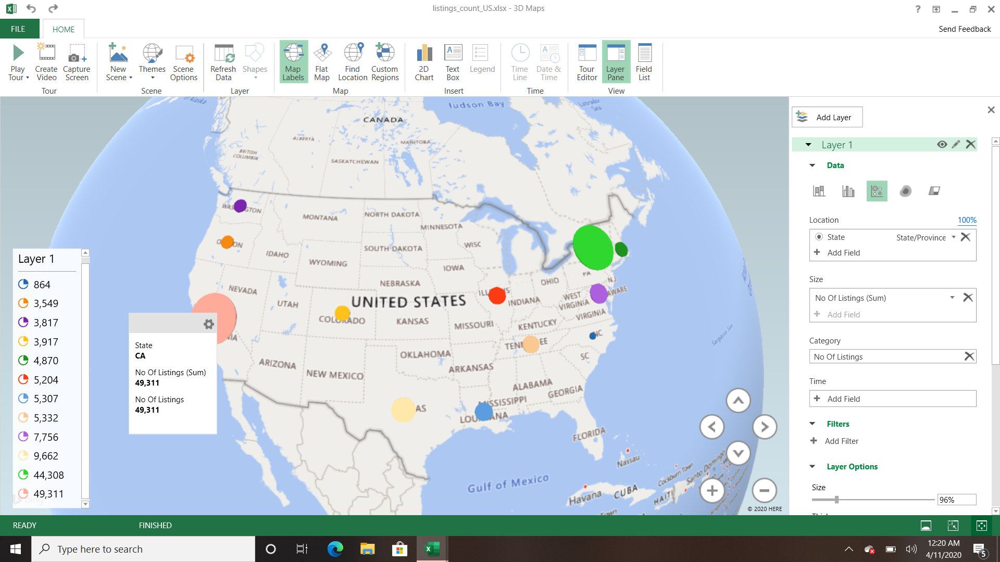 listings_count_US.xlsx - 3D Maps
?
FILE
HOME
Send Feedback
Play Tour
Create Video
Capture Screen
New Scene
Themes
Scene Options
Refresh Data
Shapes
Map Labels
Flat Map
Find Location
Custom Regions
2D Chart
Text Box
Legend
Time Line
Date & Time
Tour Editor
Layer Pane
Field List
Tour
Scene
Layer
Map
Insert
Time
View
Hudson Bay
Labrador Sea
CANADA
ALBERTA
MANITOBA
BRITISH COLUMBIA
SASKATCHEWAN
MONTANA
NORTH DAKOTA
MINNESOTA
SOUTH DAKOTA
WISC
IDAHO
WYOMING
IOWA
NEVADA
NEBRASKA
OHIO
PA
NJ
UTAH
UNITED STATES
INDIANA
WEST VIRGINIA
COLORADO
KANSAS
MISSOURI
KENTUCKY
VIRGINIA
NC
OKLAHOMA
ARIZONA
NEW MEXICO
ARKANSAS
SC
ALABAMA
GEORGIA
MISSISSIPPI
FLORIDA
Nassau
Gulf of Mexico
Havana
CUBA
HAITI
Cockburn Town
Santo Domingo
Sargasso Sea
© 2020 HERE
Layer 1
864
3,549
3,817
3,917
4,870
5,204
5,307
5,332
7,756
9,662
44,308
49,311
bing
State
CA
No Of Listings (Sum)
49,311
No Of Listings
49,311
Add Layer
Layer 1
Data
Location
100%
State
State/Province
Add Field
Size
No Of Listings (Sum)
Add Field
Category
No Of Listings
Time
Add Field
Filters
Add Filter
Layer Options
Size
96%
READY
FINISHED
Type here to search
12:20 AM
4/11/2020
5